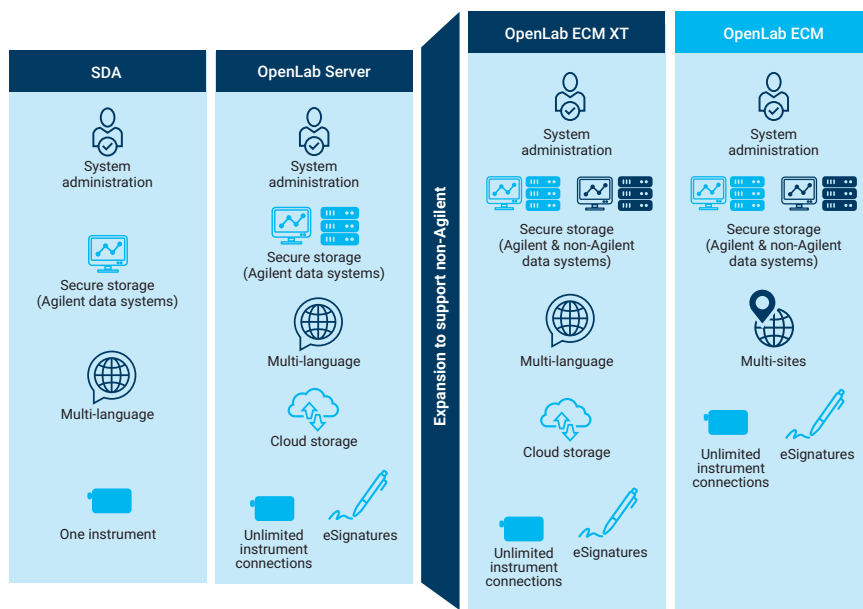 SDA
System
administration
Secure storage
(Agilent data systems)
Multi-language
One instrument
OpenLab Server
System
administration
Secure storage
(Agilent data systems)
Multi-language
Cloud storage
Unlimited
instrument
connections
eSignatures
Expansion to support non-Agilent
OpenLab ECM XT
System
administration
Secure storage
(Agilent & non-Agilent
data systems)
Multi-language
Cloud storage
Unlimited
instrument
connections
eSignatures
OpenLab ECM
System
administration
Secure storage
(Agilent & non-Agilent
data systems)
Multi-sites
Unlimited
instrument
connections
eSignatures